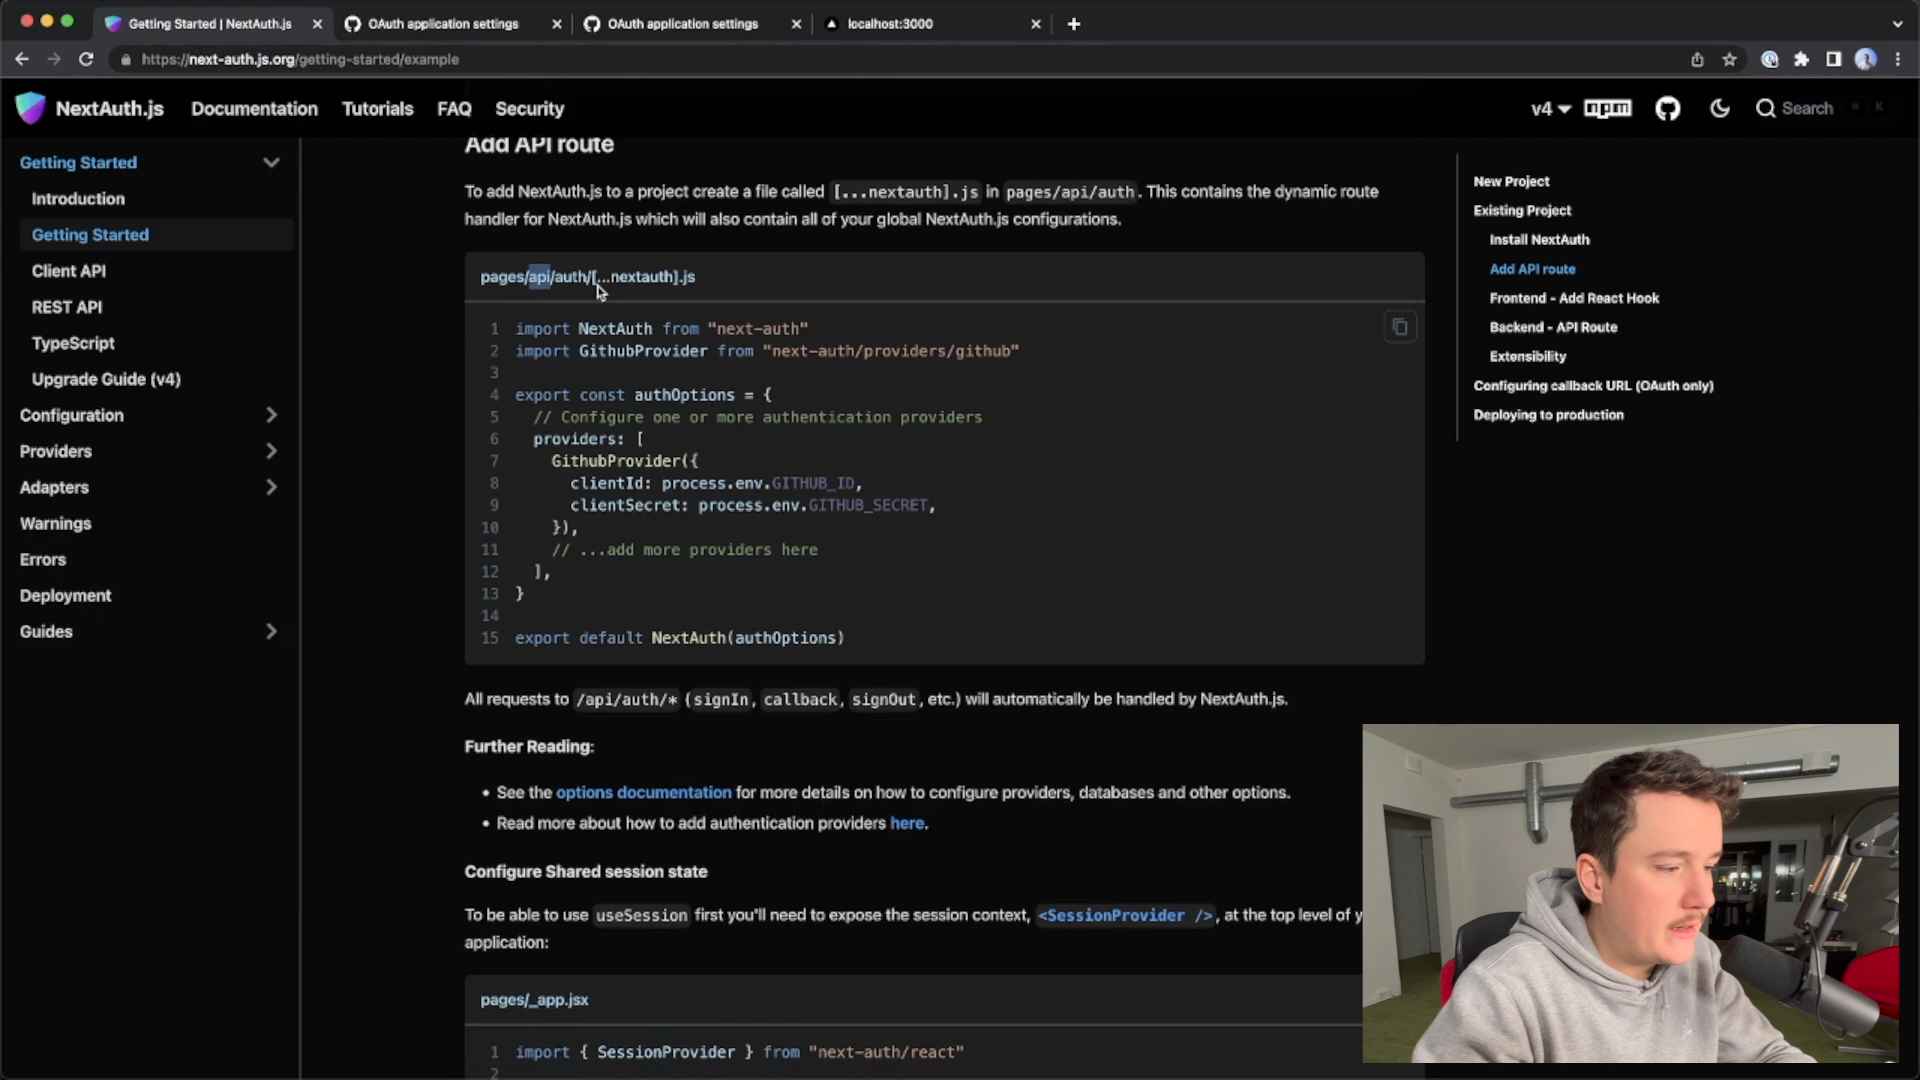 Getting Started | NextAuth.js
OAuth application settings
OAuth application settings
localhost:3000
https://next-auth.js.org/getting-started/example
NextAuth.js
Documentation
Tutorials
FAQ
Security
v4
npm
Search
K
Getting Started
Introduction
Getting Started
Client API
REST API
TypeScript
Upgrade Guide (v4)
Configuration
Providers
Adapters
Warnings
Errors
Deployment
Guides
Add API route
To add NextAuth.js to a project create a file called [...nextauth].js in pages/api/auth. This contains the dynamic route
handler for NextAuth.js which will also contain all of your global NextAuth.js configurations.
pages/api/auth/[...nextauth].js
1 import NextAuth from "next-auth"
2 import GithubProvider from "next-auth/providers/github"
3
4 export const authOptions = {
5 // Configure one or more authentication providers
6 providers: [
7 GithubProvider({
8 clientId: process.env.GITHUB_ID,
9 clientSecret: process.env.GITHUB_SECRET,
10 }),
11 // ...add more providers here
12 ],
13 }
14
15 export default NextAuth(authOptions)
All requests to /api/auth/* (signIn, callback, signOut, etc.) will automatically be handled by NextAuth.js.
Further Reading:
• See the options documentation for more details on how to configure providers, databases and other options.
• Read more about how to add authentication providers here.
Configure Shared session state
To be able to use useSession first you'll need to expose the session context, <SessionProvider />, at the top level of
application:
pages/_app.jsx
1 import { SessionProvider } from "next-auth/react"
2
New Project
Existing Project
Install NextAuth
Add API route
Frontend - Add React Hook
Backend - API Route
Extensibility
Configuring callback URL (OAuth only)
Deploying to production